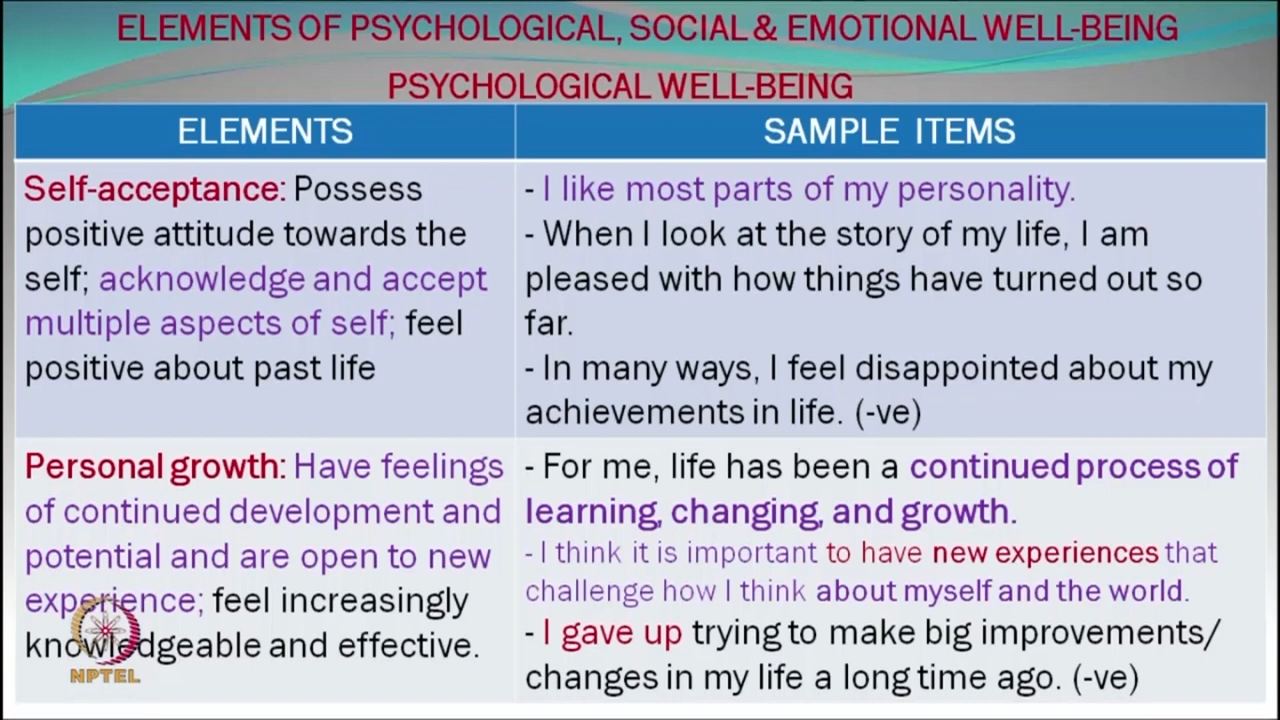 ELEMENTS OF PSYCHOLOGICAL, SOCIAL & EMOTIONAL WELL-BEING
PSYCHOLOGICAL WELL-BEING
ELEMENTS
SAMPLE ITEMS
Self-acceptance: Possess
positive attitude towards the
self; acknowledge and accept
multiple aspects of self; feel
positive about past life
- I like most parts of my personality.
- When I look at the story of my life, I am
pleased with how things have turned out so
far.
- In many ways, I feel disappointed about my
achievements in life. (-ve)
Personal growth: Have feelings
of continued development and
potential and are open to new
experience; feel increasingly
knowledgeable and effective.
- For me, life has been a continued process of
learning, changing, and growth.
- I think it is important to have new experiences that
challenge how I think about myself and the world.
- I gave up trying to make big improvements/
changes in my life a long time ago. (-ve)
NPTEL